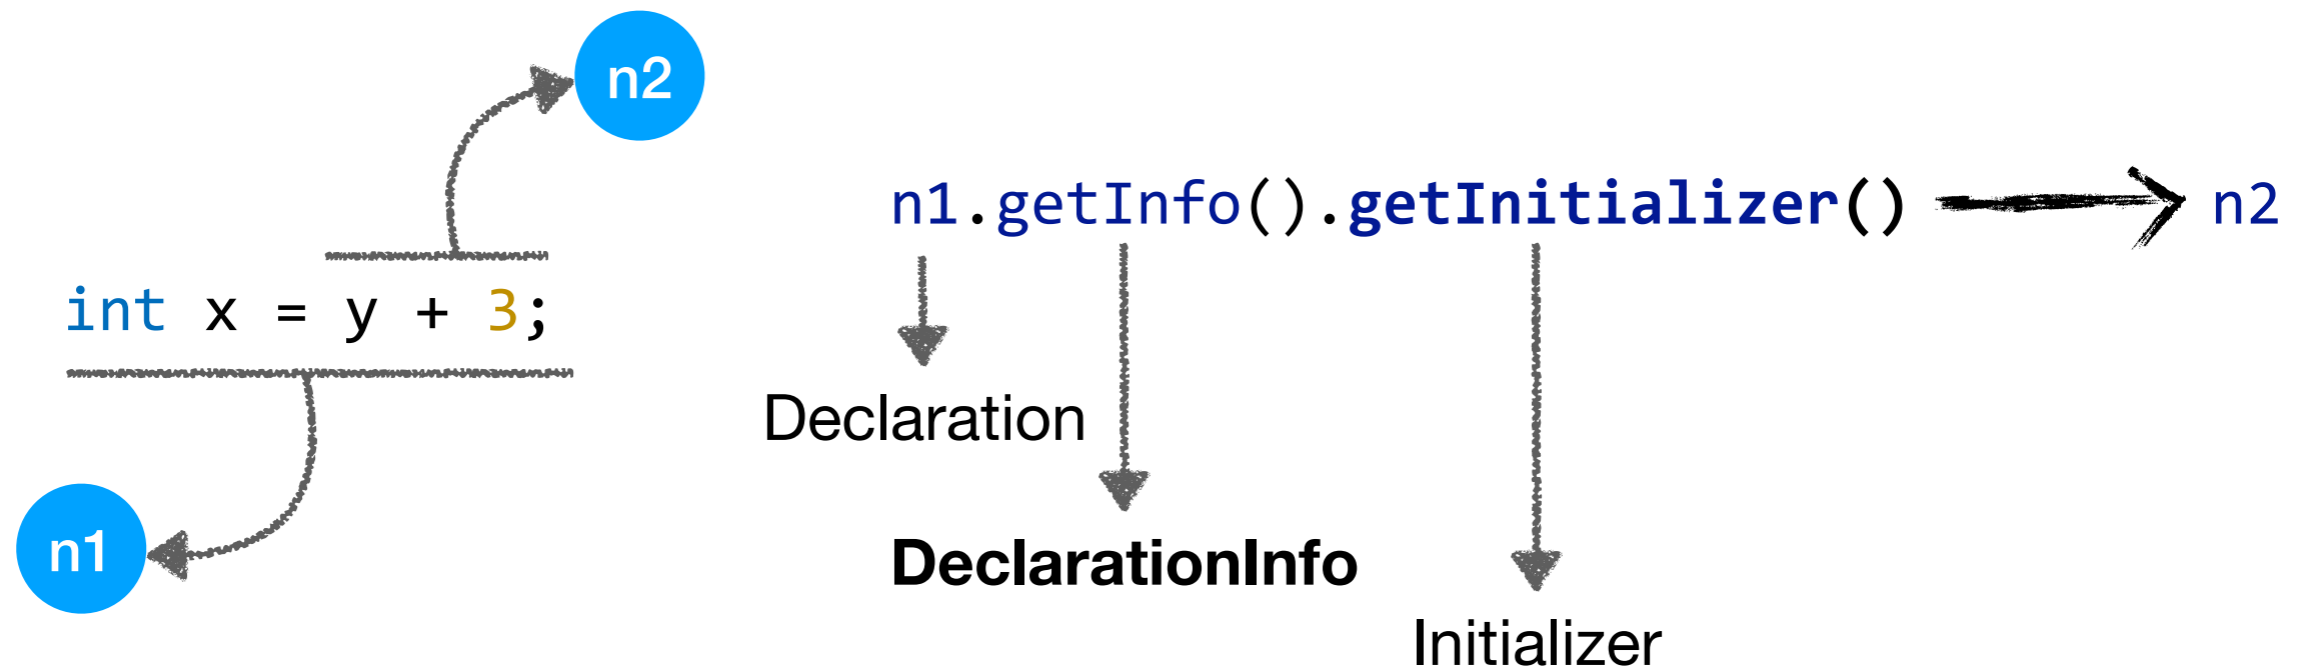 n2
n1.getInfo().getInitializer() n2
int x = y + 3;
Declaration
n1
DeclarationInfo
Initializer